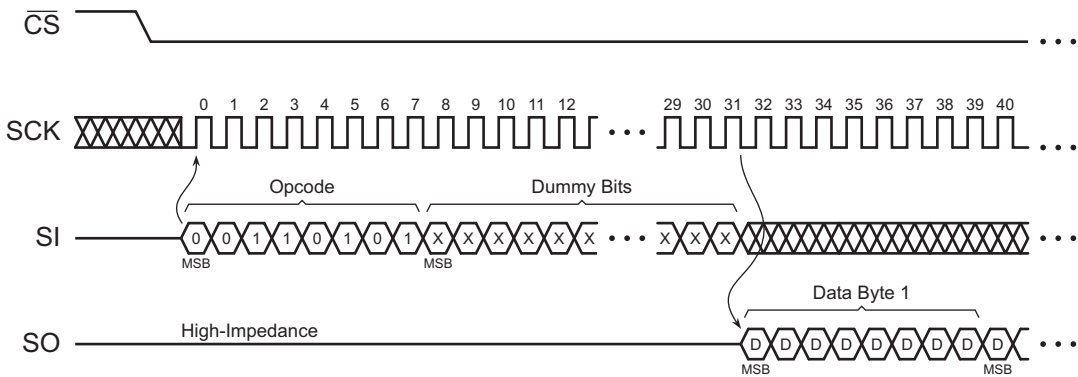 CS
SCK 0 1 2 3 4 5 6 7 8 9 10 11 12 29 30 31 32 33 34 35 36 37 38 39 40
Opcode Dummy Bits
SI 0 0 1 1 0 1 0 1 X X X X X X X X X
MSB MSB
Data Byte 1
High-Impedance
SO D D D D D D D D D
MSB MSB